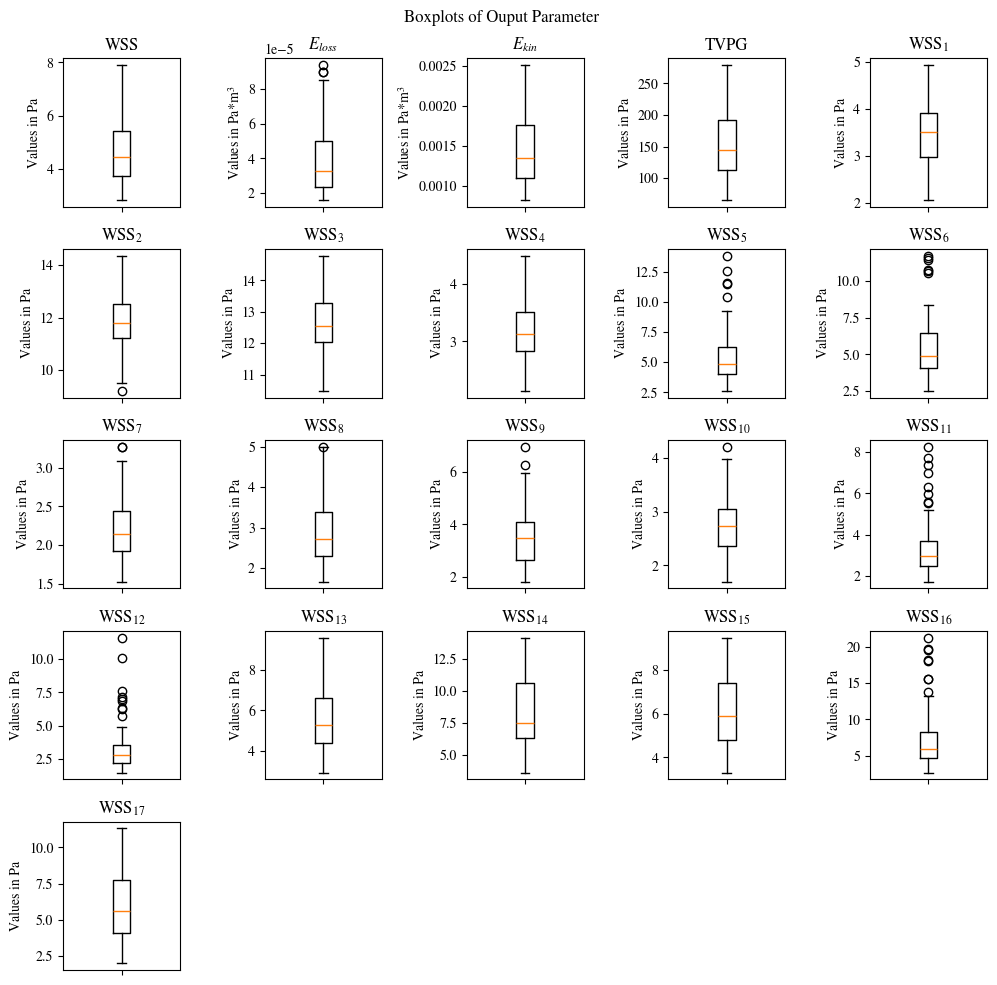 Boxplots of Ouput Parameter
WSS
Values in Pa
8
6
4
1e−5
E_loss
Values in Pa*m³
8
6
4
2
E_kin
Values in Pa*m³
0.0025
0.0020
0.0015
0.0010
TVPG
Values in Pa
250
200
150
100
WSS₁
Values in Pa
5
4
3
2
WSS₂
Values in Pa
14
12
10
WSS₃
Values in Pa
14
13
12
11
WSS₄
Values in Pa
4
3
WSS₅
Values in Pa
12.5
10.0
7.5
5.0
2.5
WSS₆
Values in Pa
10.0
7.5
5.0
2.5
WSS₇
Values in Pa
3.0
2.5
2.0
1.5
WSS₈
Values in Pa
5
4
3
2
WSS₉
Values in Pa
6
4
2
WSS₁₀
Values in Pa
4
3
2
WSS₁₁
Values in Pa
8
6
4
2
WSS₁₂
Values in Pa
10.0
7.5
5.0
2.5
WSS₁₃
Values in Pa
8
6
4
WSS₁₄
Values in Pa
12.5
10.0
7.5
5.0
WSS₁₅
Values in Pa
8
6
4
WSS₁₆
Values in Pa
20
15
10
5
WSS₁₇
Values in Pa
10.0
7.5
5.0
2.5